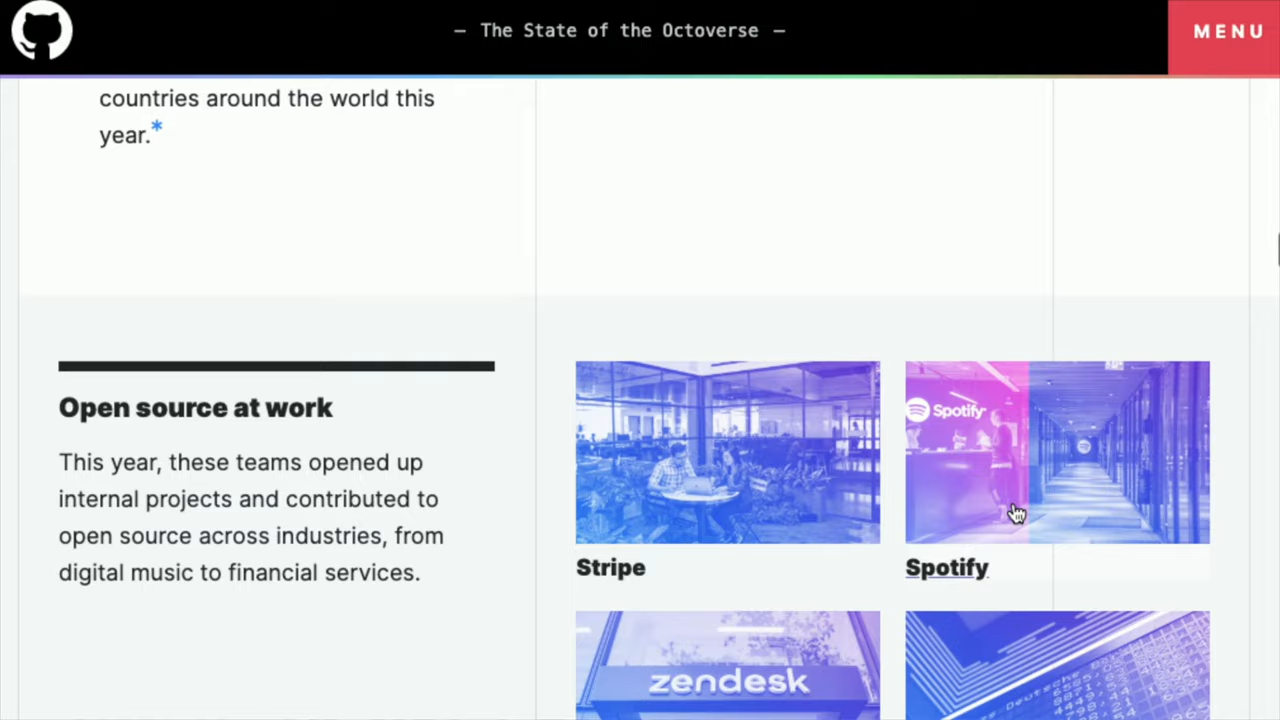 — The State of the Octoverse —
MENU
countries around the world this
year.*
Open source at work
This year, these teams opened up
internal projects and contributed to
open source across industries, from
digital music to financial services.
Spotify
Stripe
Spotify
zendesk